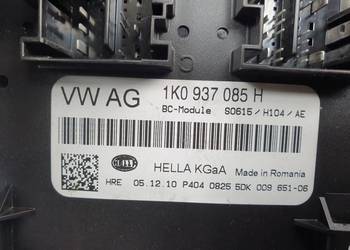 VW AG 1K0 937 085 H
BC-Module S0615/H104/AE
HELLA HELLA KGaA Made in Romania
HRE 05.12.10 P404 0825 5DK 009 651-06